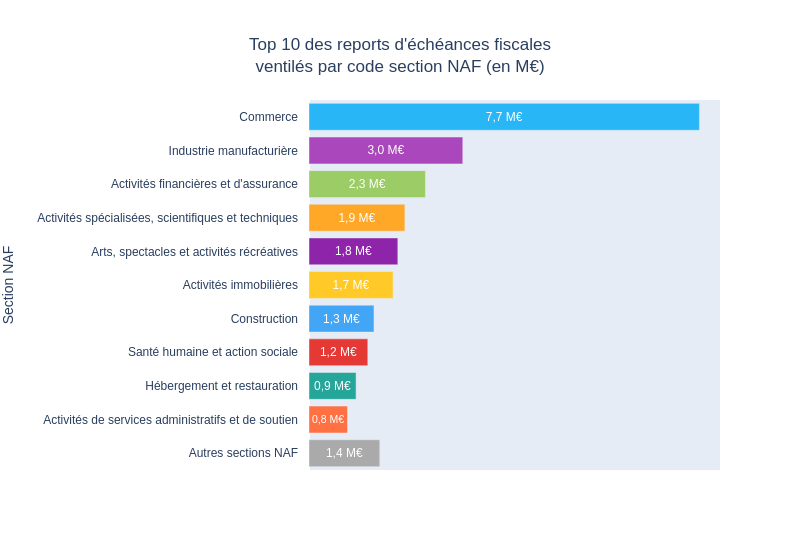 Top 10 des reports d'échéances fiscales
ventilés par code section NAF (en M€)
Section NAF
Commerce 7,7 M€
Industrie manufacturière 3,0 M€
Activités financières et d'assurance 2,3 M€
Activités spécialisées, scientifiques et techniques 1,9 M€
Arts, spectacles et activités récréatives 1,8 M€
Activités immobilières 1,7 M€
Construction 1,3 M€
Santé humaine et action sociale 1,2 M€
Hébergement et restauration 0,9 M€
Activités de services administratifs et de soutien 0,8 M€
Autres sections NAF 1,4 M€